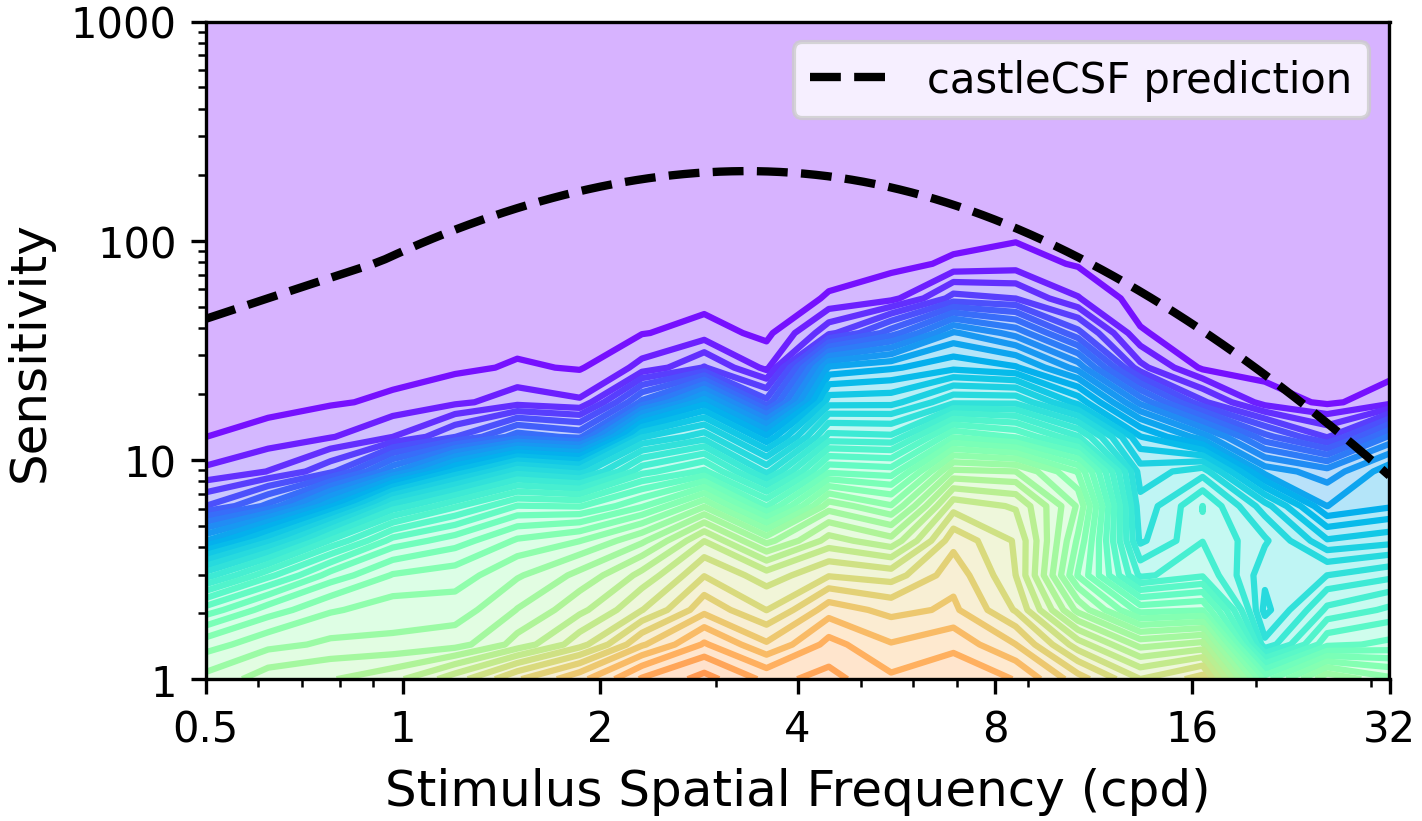 1000
castleCSF prediction
100
Sensitivity
10
1
0.5 1 2 4 8 16 32
Stimulus Spatial Frequency (cpd)